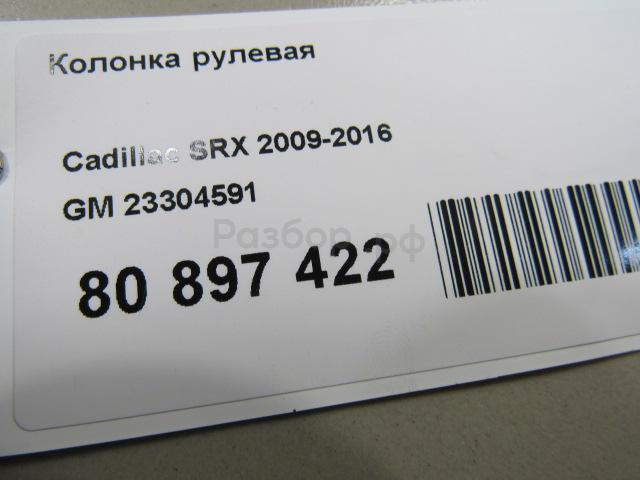 Колонка рулевая
Cadillac SRX 2009-2016
GM 23304591
Разбор.рф
80 897 422